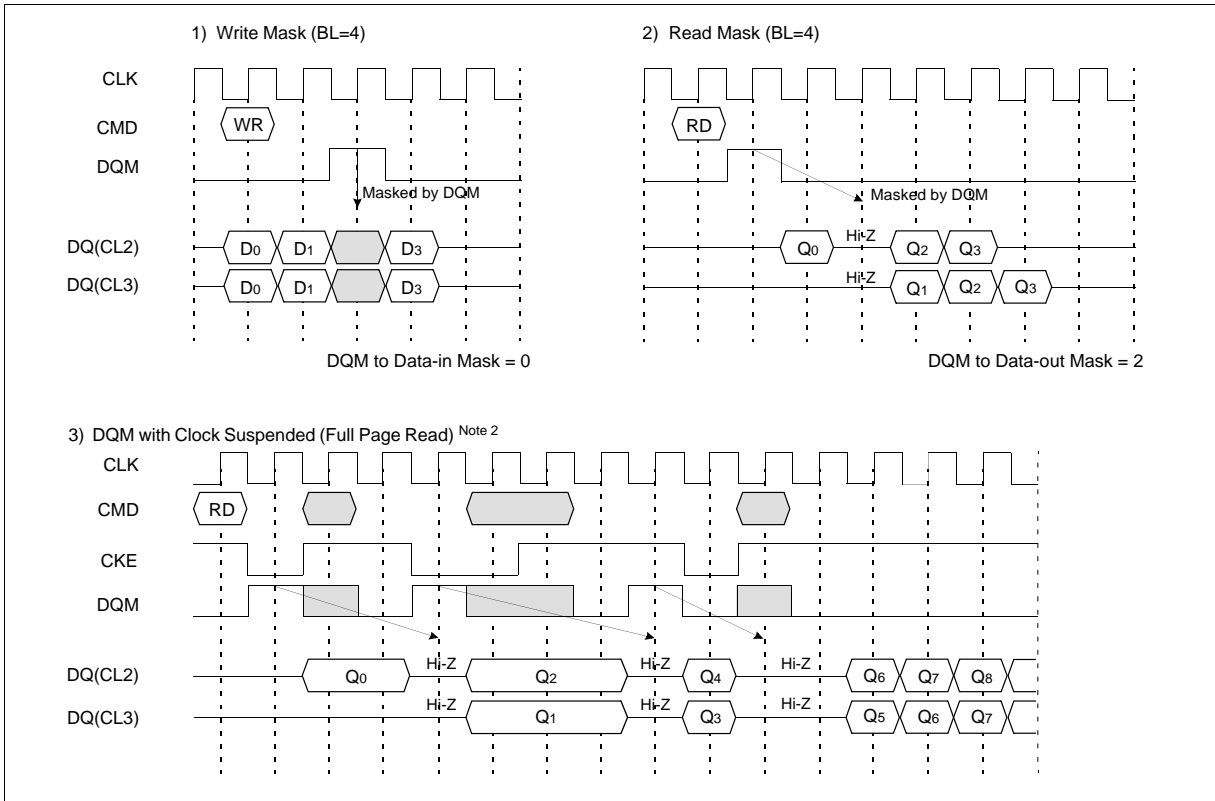 1) Write Mask (BL=4)
2) Read Mask (BL=4)
CLK
CMD
WR
RD
DQM
Masked by DQM
Masked by DQM
DQ(CL2)
D0 D1 D3
Hi-Z
Q0 Q2 Q3
DQ(CL3)
D0 D1 D3
Hi-Z
Q1 Q2 Q3
DQM to Data-in Mask = 0
DQM to Data-out Mask = 2
3) DQM with Clock Suspended (Full Page Read) Note 2
CLK
CMD
RD
CKE
DQM
DQ(CL2)
Q0 Hi-Z Q2 Hi-Z Q4 Hi-Z Q6 Q7 Q8
DQ(CL3)
Hi-Z Q1 Hi-Z Q3 Hi-Z Q5 Q6 Q7